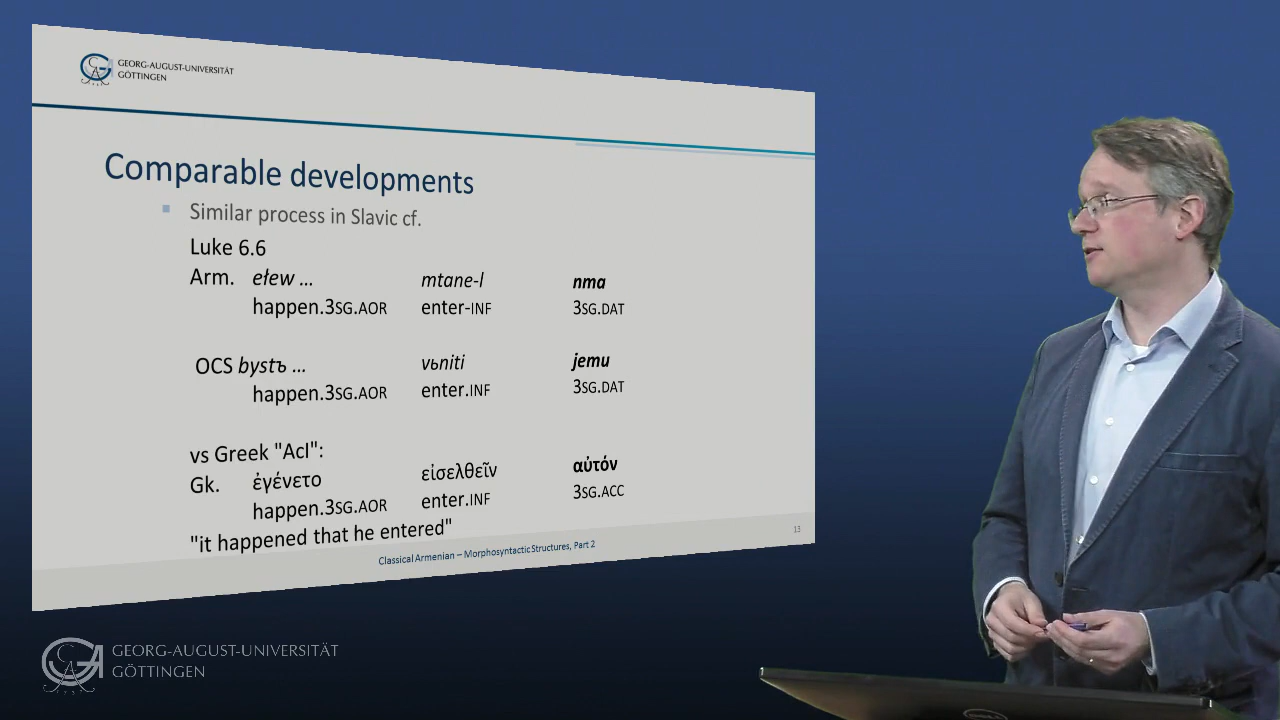 GEORG-AUGUST-UNIVERSITÄT
GÖTTINGEN
Comparable developments
Similar process in Slavic cf.
Luke 6.6
Arm. ełew ... mtane-l nma
happen.3SG.AOR enter-INF 3SG.DAT
OCS bystъ ... vьniti jemu
happen.3SG.AOR enter.INF 3SG.DAT
vs Greek "AcI":
Gk. ἐγένετο εἰσελθεῖν αὐτόν
happen.3SG.AOR enter.INF 3SG.ACC
"it happened that he entered"
Classical Armenian – Morphosyntactic Structures, Part 2
13
GEORG-AUGUST-UNIVERSITÄT
GÖTTINGEN